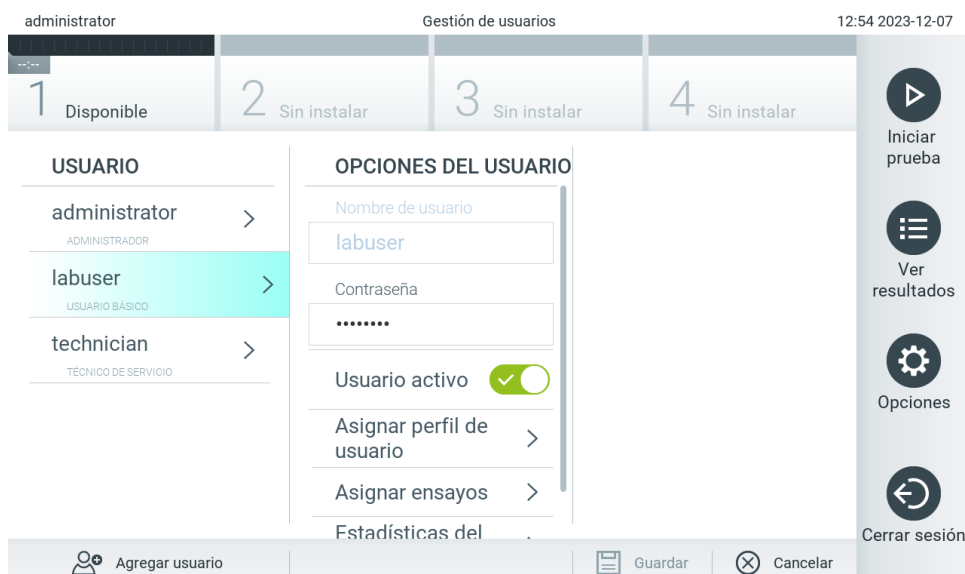 administrator
Gestión de usuarios
12:54 2023-12-07
--:--
1 Disponible
2 Sin instalar
3 Sin instalar
4 Sin instalar
USUARIO
administrator
ADMINISTRADOR
labuser
USUARIO BÁSICO
technician
TÉCNICO DE SERVICIO
OPCIONES DEL USUARIO
Nombre de usuario
labuser
Contraseña
••••••••
Usuario activo
Asignar perfil de
usuario
Asignar ensayos
Estadísticas del
Iniciar
prueba
Ver
resultados
Opciones
Cerrar sesión
Agregar usuario
Guardar
Cancelar